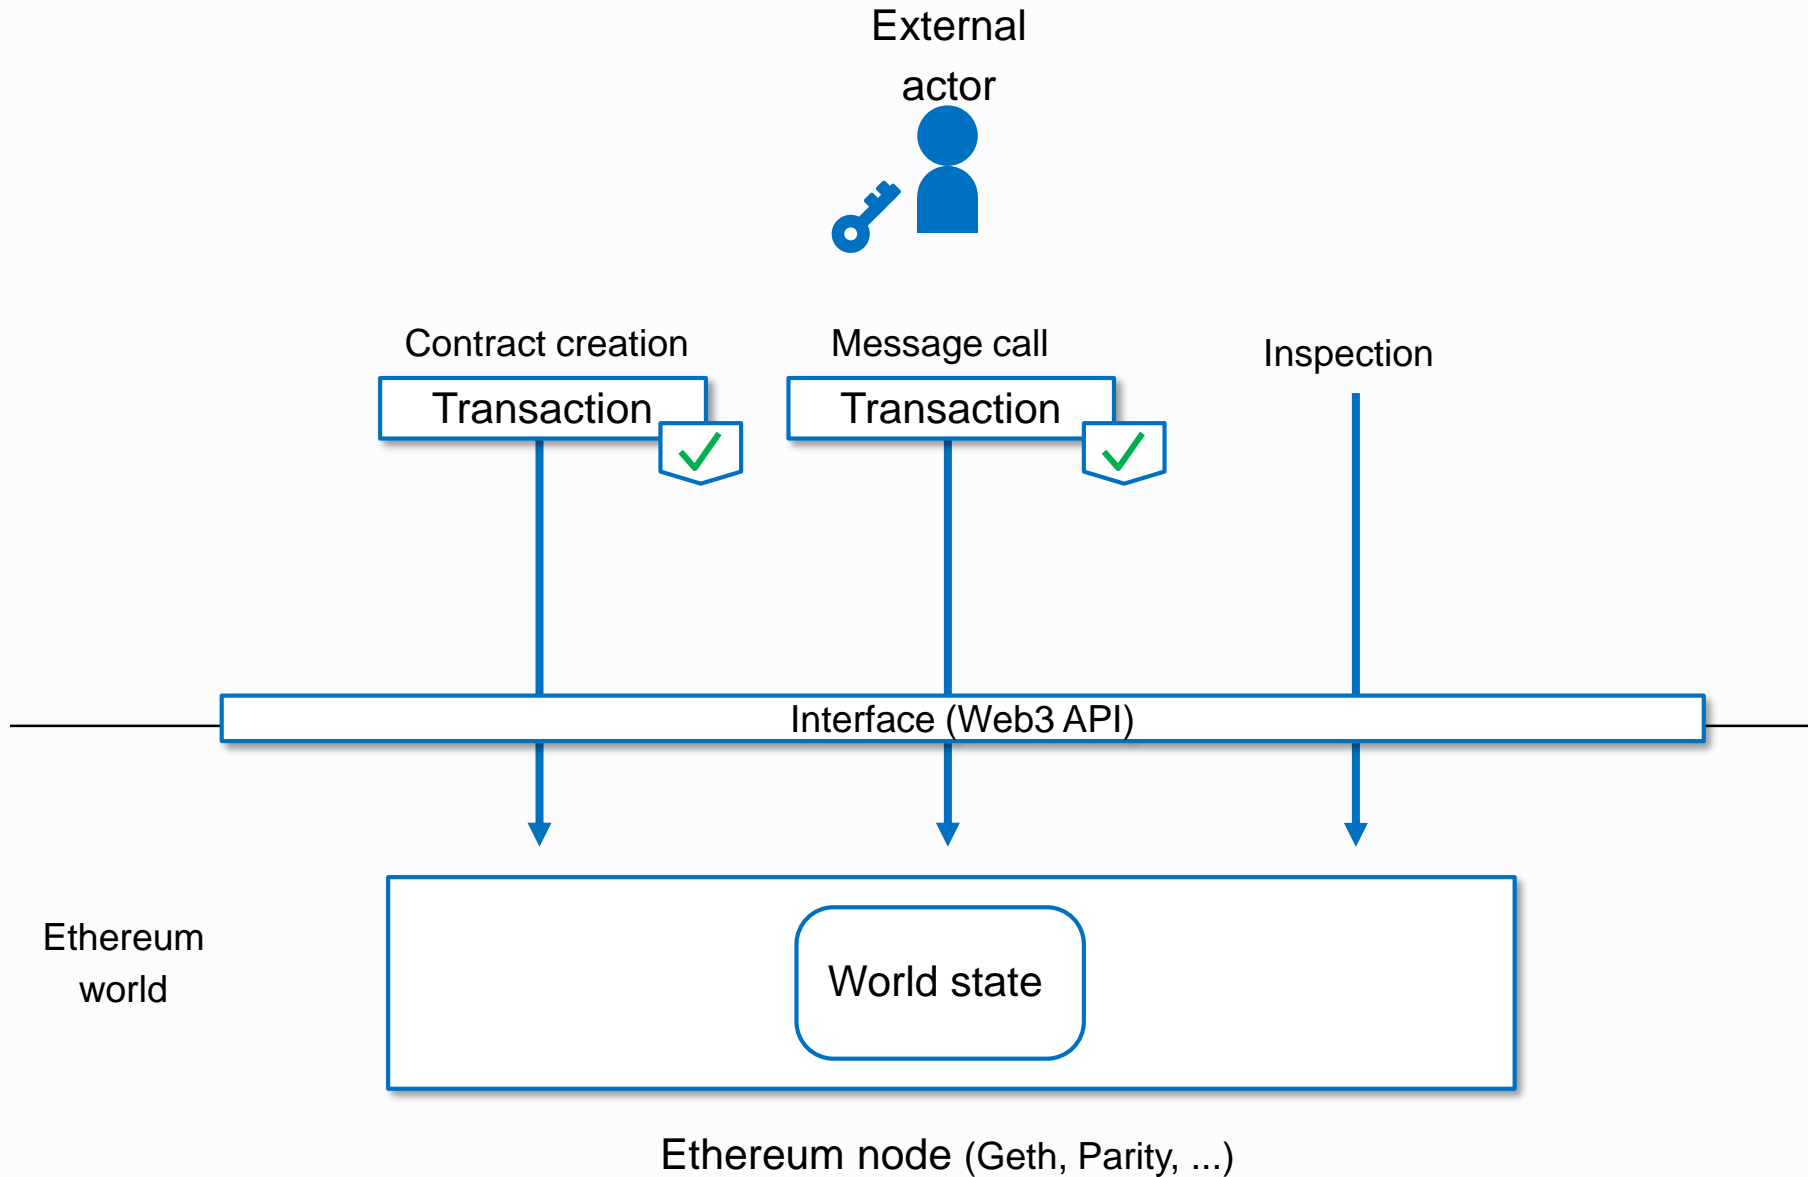 External
actor
Contract creation
Message call
Inspection
Transaction
Transaction
Interface (Web3 API)
Ethereum
world
World state
Ethereum node (Geth, Parity, ...)